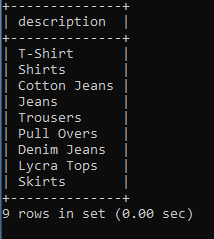 +--------------+
| description  |
+--------------+
| T-Shirt      |
| Shirts       |
| Cotton Jeans |
| Jeans        |
| Trousers     |
| Pull Overs   |
| Denim Jeans  |
| Lycra Tops   |
| Skirts       |
+--------------+
9 rows in set (0.00 sec)